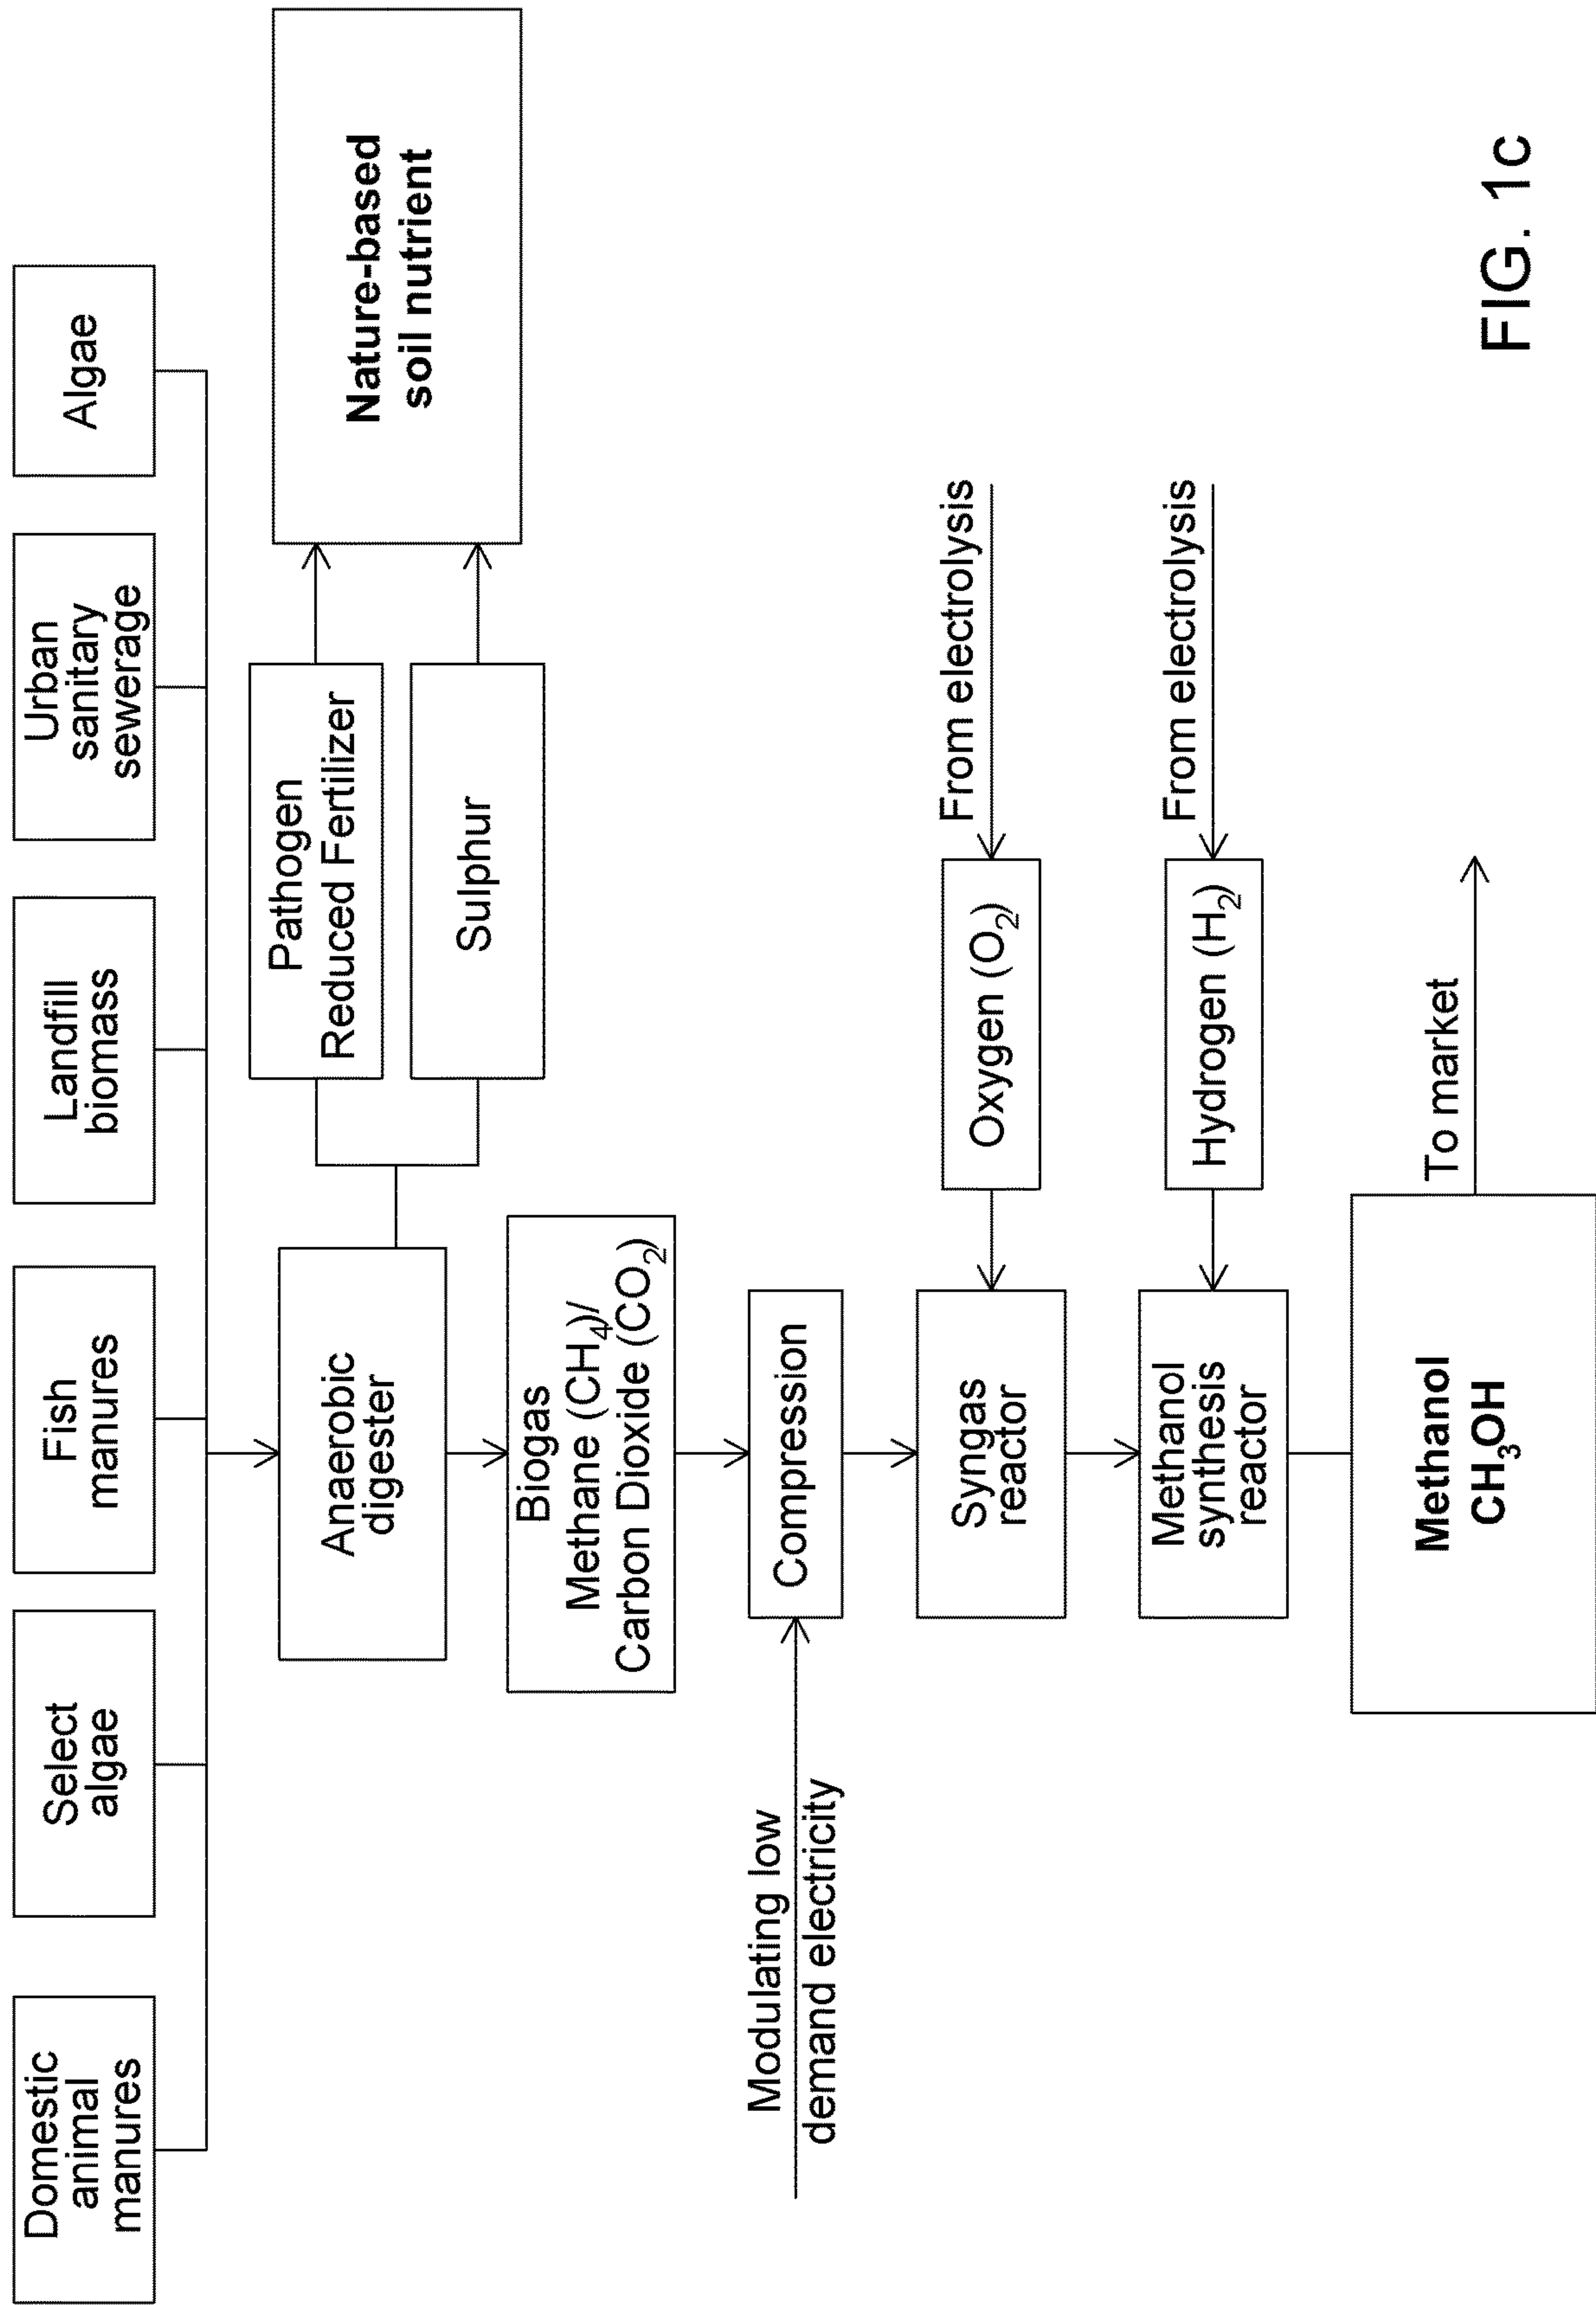 Domestic
animal
manures
Select
algae
Fish
manures
Landfill
biomass
Urban
sanitary
sewerage
Algae
Anaerobic
digester
Pathogen
Reduced Fertilizer
Sulphur
Nature-based
soil nutrient
Biogas
Methane (CH₄)/
Carbon Dioxide (CO₂)
Modulating low
demand electricity
Compression
Syngas
reactor
Oxygen (O₂)
From electrolysis
Methanol
synthesis
reactor
Hydrogen (H₂)
From electrolysis
Methanol
CH₃OH
To market
FIG. 1c